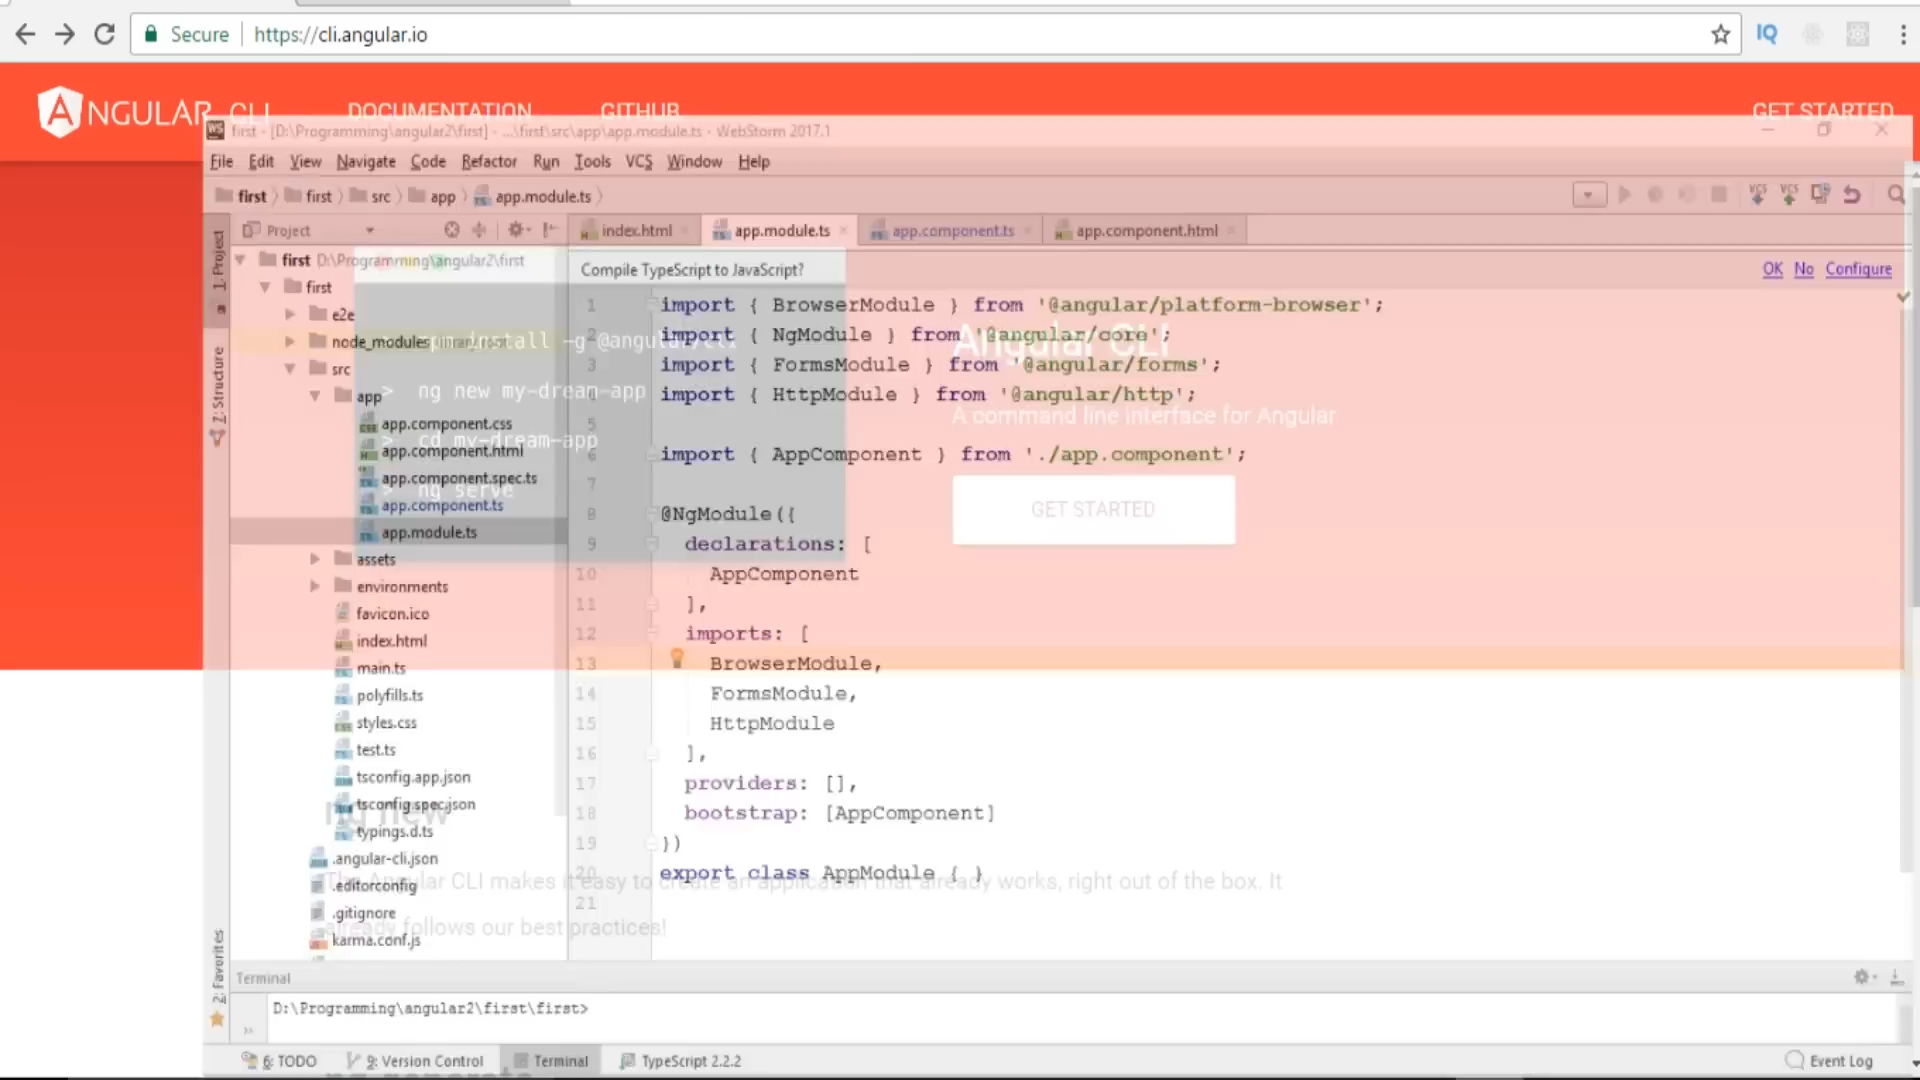 Secure https://cli.angular.io
IQ
ANGULAR CLI DOCUMENTATION GITHUB GET STARTED
WS first - [D:\Programming\angular2\first] - ...\first\src\app\app.module.ts - WebStorm 2017.1
File Edit View Navigate Code Refactor Run Tools VCS Window Help
first first src app app.module.ts
VCS VCS
1: Project
Project
index.html app.module.ts app.component.ts app.component.html
first D:\Programming\angular2\first
Compile TypeScript to JavaScript? OK No Configure
first
e2e
node_modules
src
app
app.component.css
app.component.html
app.component.spec.ts
app.component.ts
app.module.ts
assets
environments
favicon.ico
index.html
main.ts
polyfills.ts
styles.css
test.ts
tsconfig.app.json
tsconfig.spec.json
typings.d.ts
.angular-cli.json
.editorconfig
.gitignore
karma.conf.js
7: Structure
2: Favorites
npm install -g @angular/cli
> ng new my-dream-app
> cd my-dream-app
> ng serve
1 import { BrowserModule } from '@angular/platform-browser';
2 import { NgModule } from '@angular/core';
3 import { FormsModule } from '@angular/forms';
4 import { HttpModule } from '@angular/http';
5
6 import { AppComponent } from './app.component';
7
8 @NgModule({
9 declarations: [
10 AppComponent
11 ],
12 imports: [
13 BrowserModule,
14 FormsModule,
15 HttpModule
16 ],
17 providers: [],
18 bootstrap: [AppComponent]
19 })
20 export class AppModule { }
21
Angular CLI
A command line interface for Angular
GET STARTED
ng new
The Angular CLI makes it easy to create an application that already works, right out of the box. It
already follows our best practices!
Terminal
D:\Programming\angular2\first\first>
6: TODO 9: Version Control Terminal TypeScript 2.2.2 Event Log